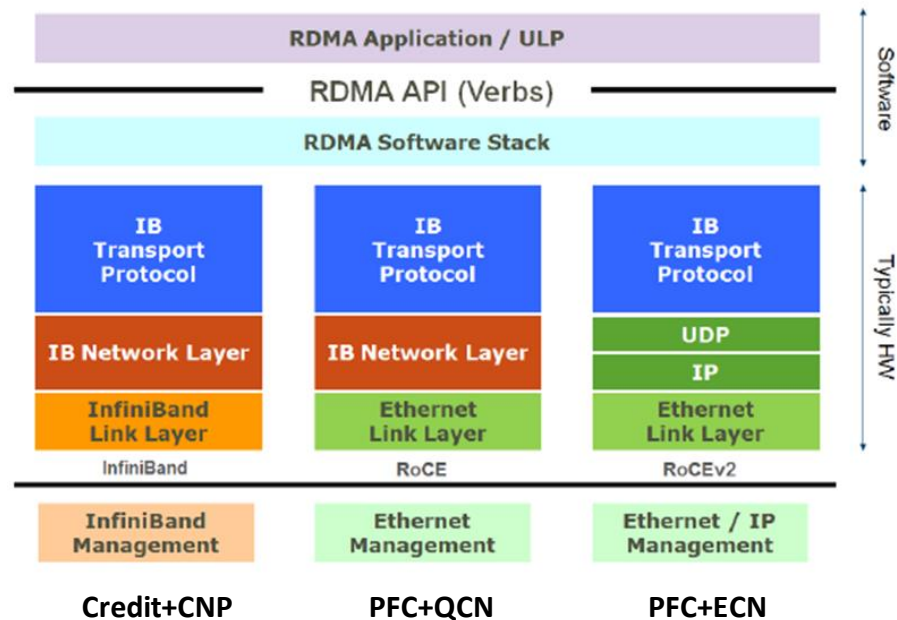 RDMA Application / ULP
RDMA API (Verbs)
RDMA Software Stack
Software
IB
Transport
Protocol
IB
Transport
Protocol
IB
Transport
Protocol
IB Network Layer
IB Network Layer
UDP
IP
InfiniBand
Link Layer
Ethernet
Link Layer
Ethernet
Link Layer
Typically HW
InfiniBand
RoCE
RoCEv2
InfiniBand
Management
Ethernet
Management
Ethernet / IP
Management
Credit+CNP
PFC+QCN
PFC+ECN